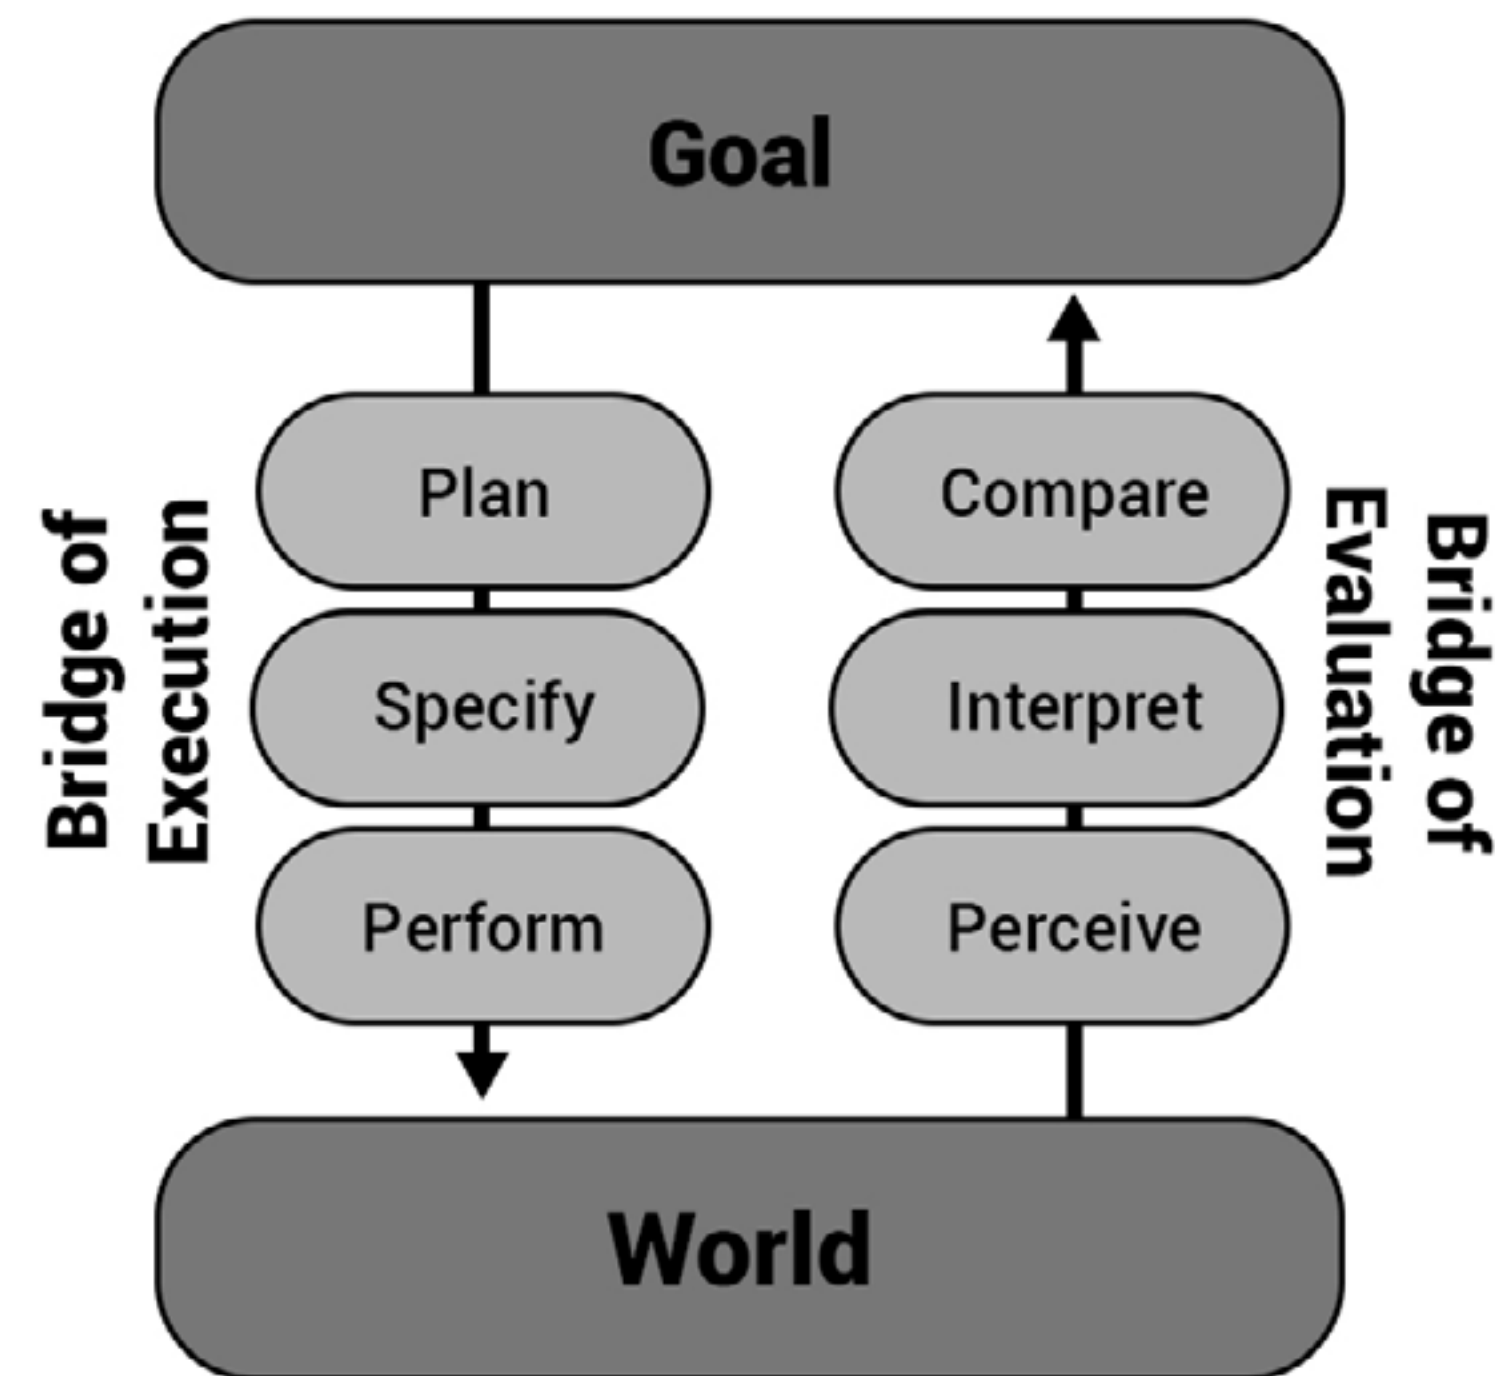 Goal
Bridge of
Execution
Plan
Specify
Perform
Compare
Interpret
Perceive
Bridge of
Evaluation
World